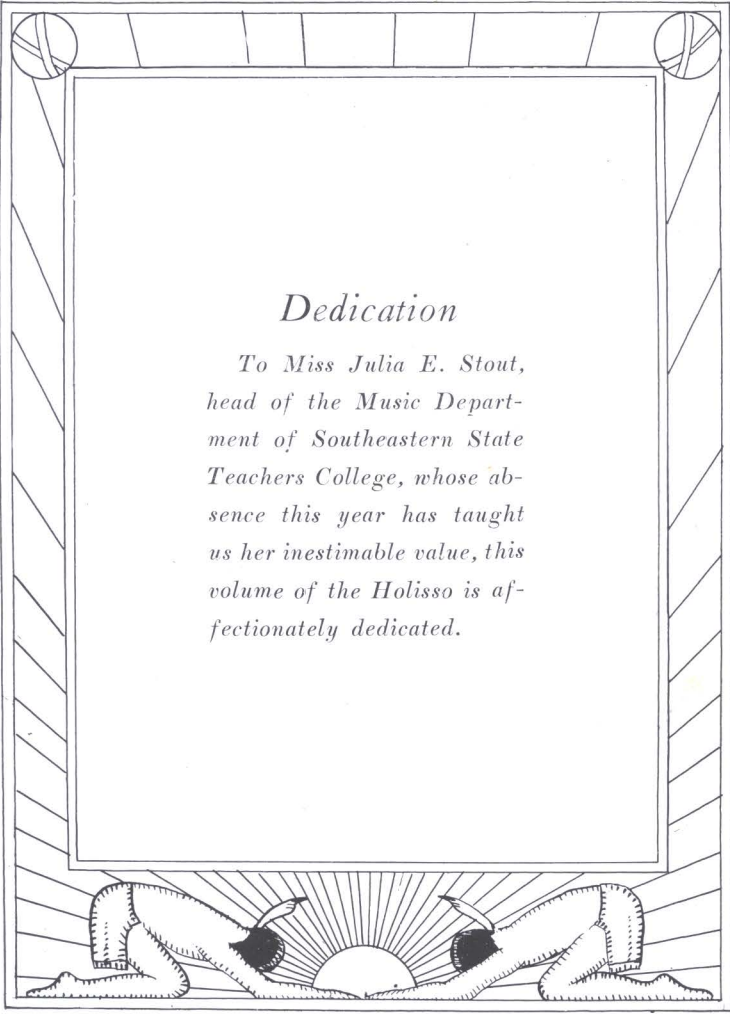 Dedication
To Miss Julia E. Stout,
head of the Music Depart-
ment of Southeastern State
Teachers College, whose ab-
sence this year has taught
us her inestimable value, this
volume of the Holisso is af-
fectionately dedicated.